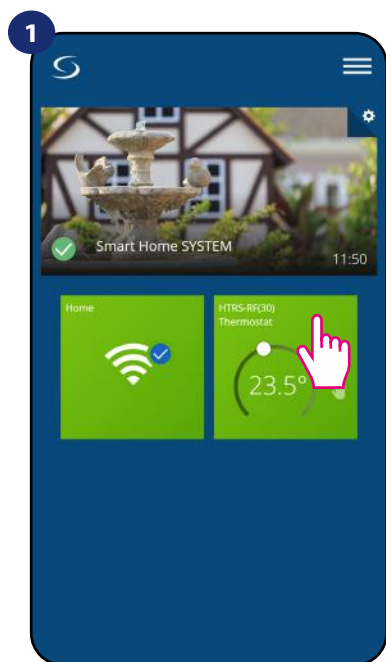 1
Smart Home SYSTEM
11:50
Home
HTRS-RF(30)
Thermostat
23.5°